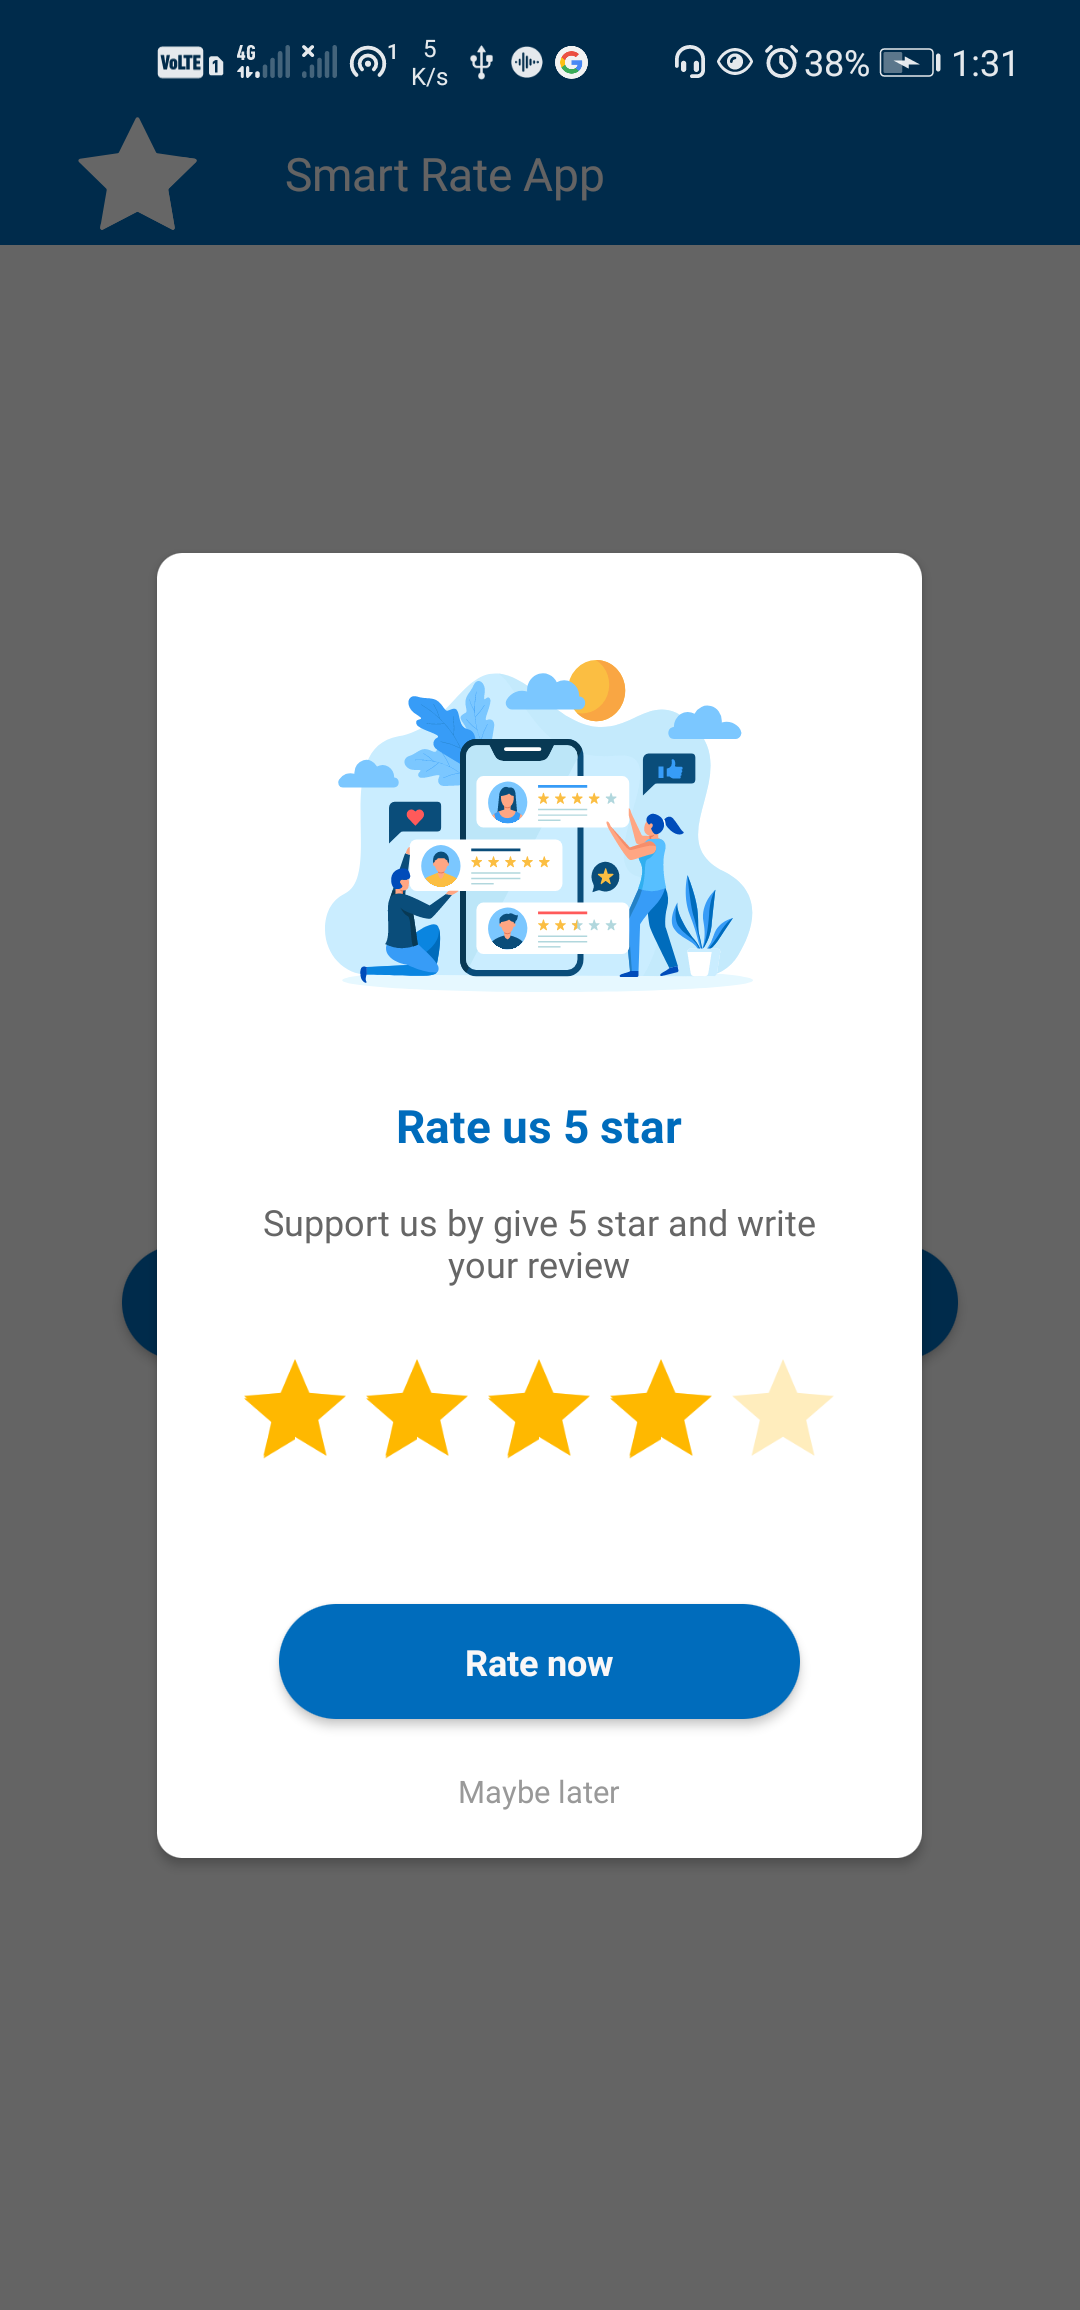 VoLTE 1 4G 1 5 K/s 38% 1:31
Smart Rate App
Rate us 5 star
Support us by give 5 star and write
your review
Rate now
Maybe later